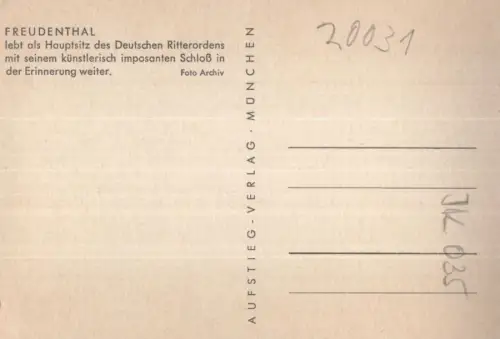 FREUDENTHAL
lebt als Hauptsitz des Deutschen Ritterordens
mit seinem künstlerisch imposanten Schloß in
der Erinnerung weiter. Foto Archiv
AUFSTIEG-VERLAG · MÜNCHEN
20031
JK 035